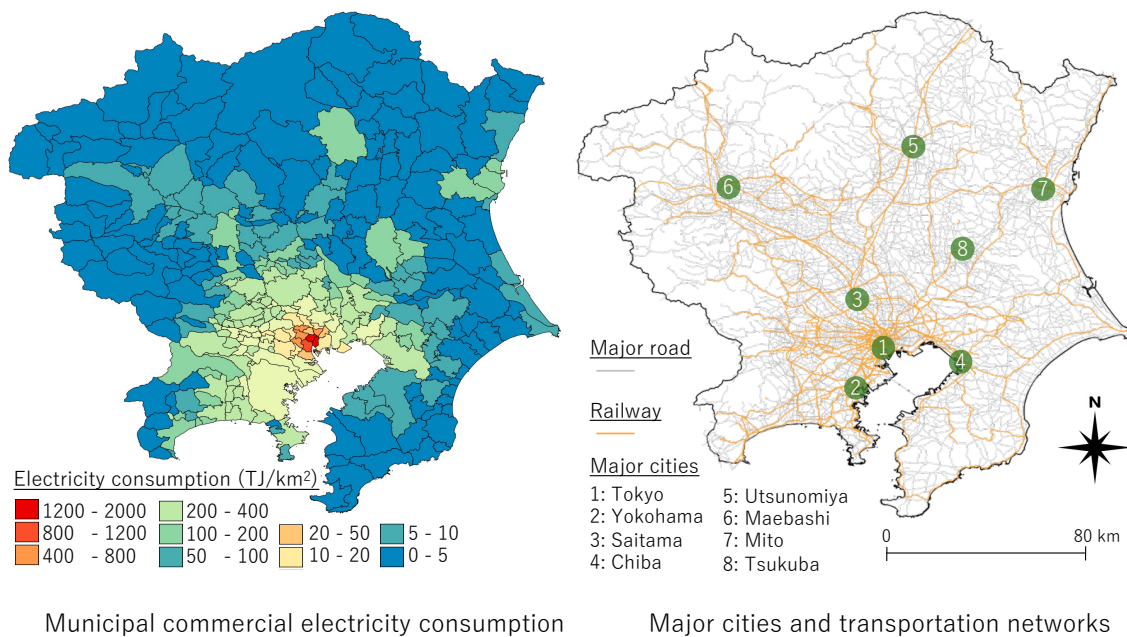 Electricity consumption (TJ/km²)
1200 - 2000
800 - 1200
400 - 800
200 - 400
100 - 200
50 - 100
20 - 50
10 - 20
5 - 10
0 - 5
Municipal commercial electricity consumption
5
6
7
8
3
1
4
2
Major road
Railway
Major cities
1: Tokyo
2: Yokohama
3: Saitama
4: Chiba
5: Utsunomiya
6: Maebashi
7: Mito
8: Tsukuba
N
0 80 km
Major cities and transportation networks